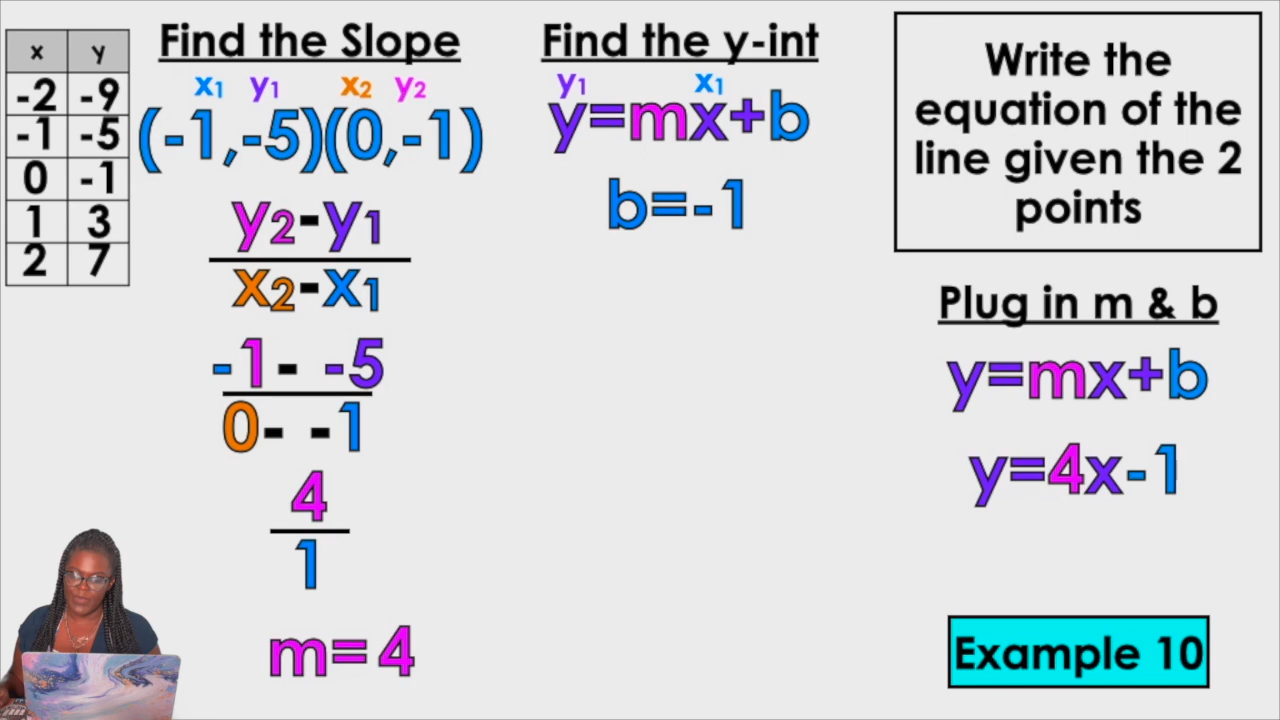 x y
-2 -9
-1 -5
0 -1
1 3
2 7
Find the Slope
x1 y1 x2 y2
(-1,-5)(0,-1)
y2-y1
x2-x1
-1- -5
0- -1
4
1
m=4
Find the y-int
y1 x1
y=mx+b
b=-1
Write the
equation of the
line given the 2
points
Plug in m & b
y=mx+b
y=4x-1
Example 10